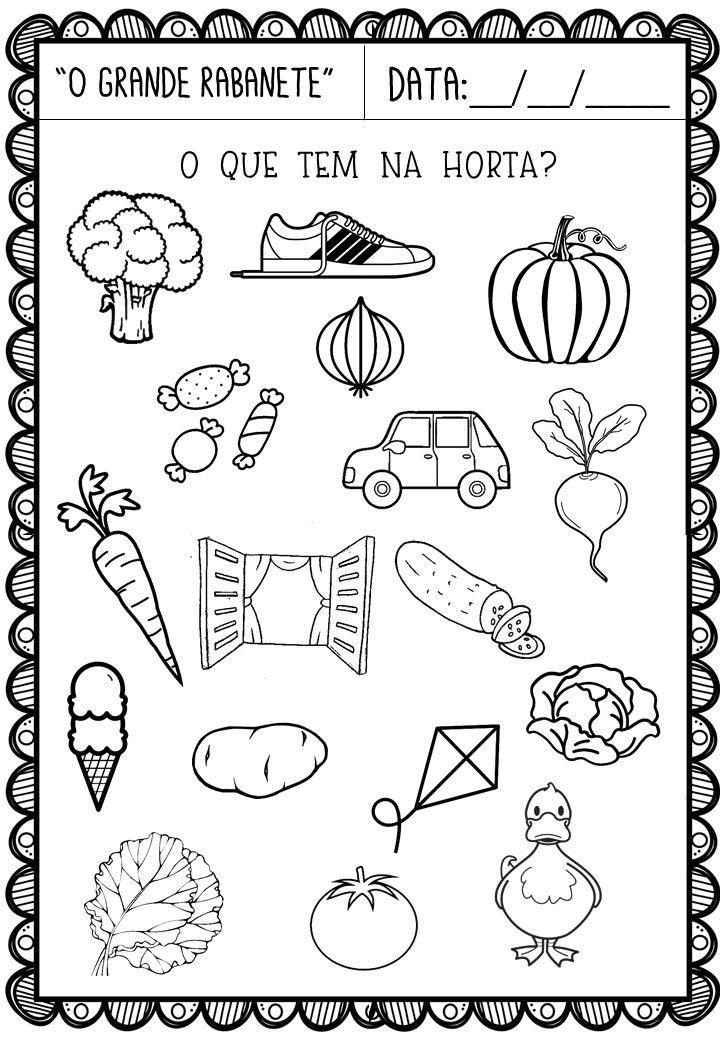 "O GRANDE RABANETE"
DATA:__/__/____
O QUE TEM NA HORTA?